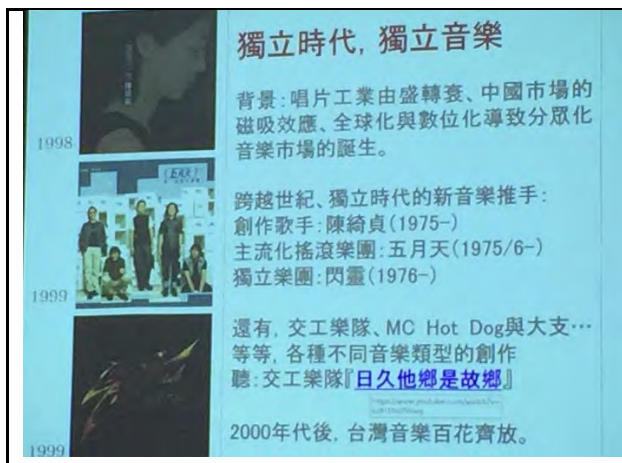 獨立時代, 獨立音樂
背景:唱片工業由盛轉衰、中國市場的
磁吸效應、全球化與數位化導致分眾化
音樂市場的誕生。
1998
跨越世紀、獨立時代的新音樂推手:
創作歌手:陳綺貞(1975-)
主流化搖滾樂團:五月天(1975/6-)
獨立樂團:閃靈(1976-)
1999
還有, 交工樂隊、MC Hot Dog與大支…
等等, 各種不同音樂類型的創作
聽:交工樂隊『日久他鄉是故鄉』
2000年代後, 台灣音樂百花齊放。
1999